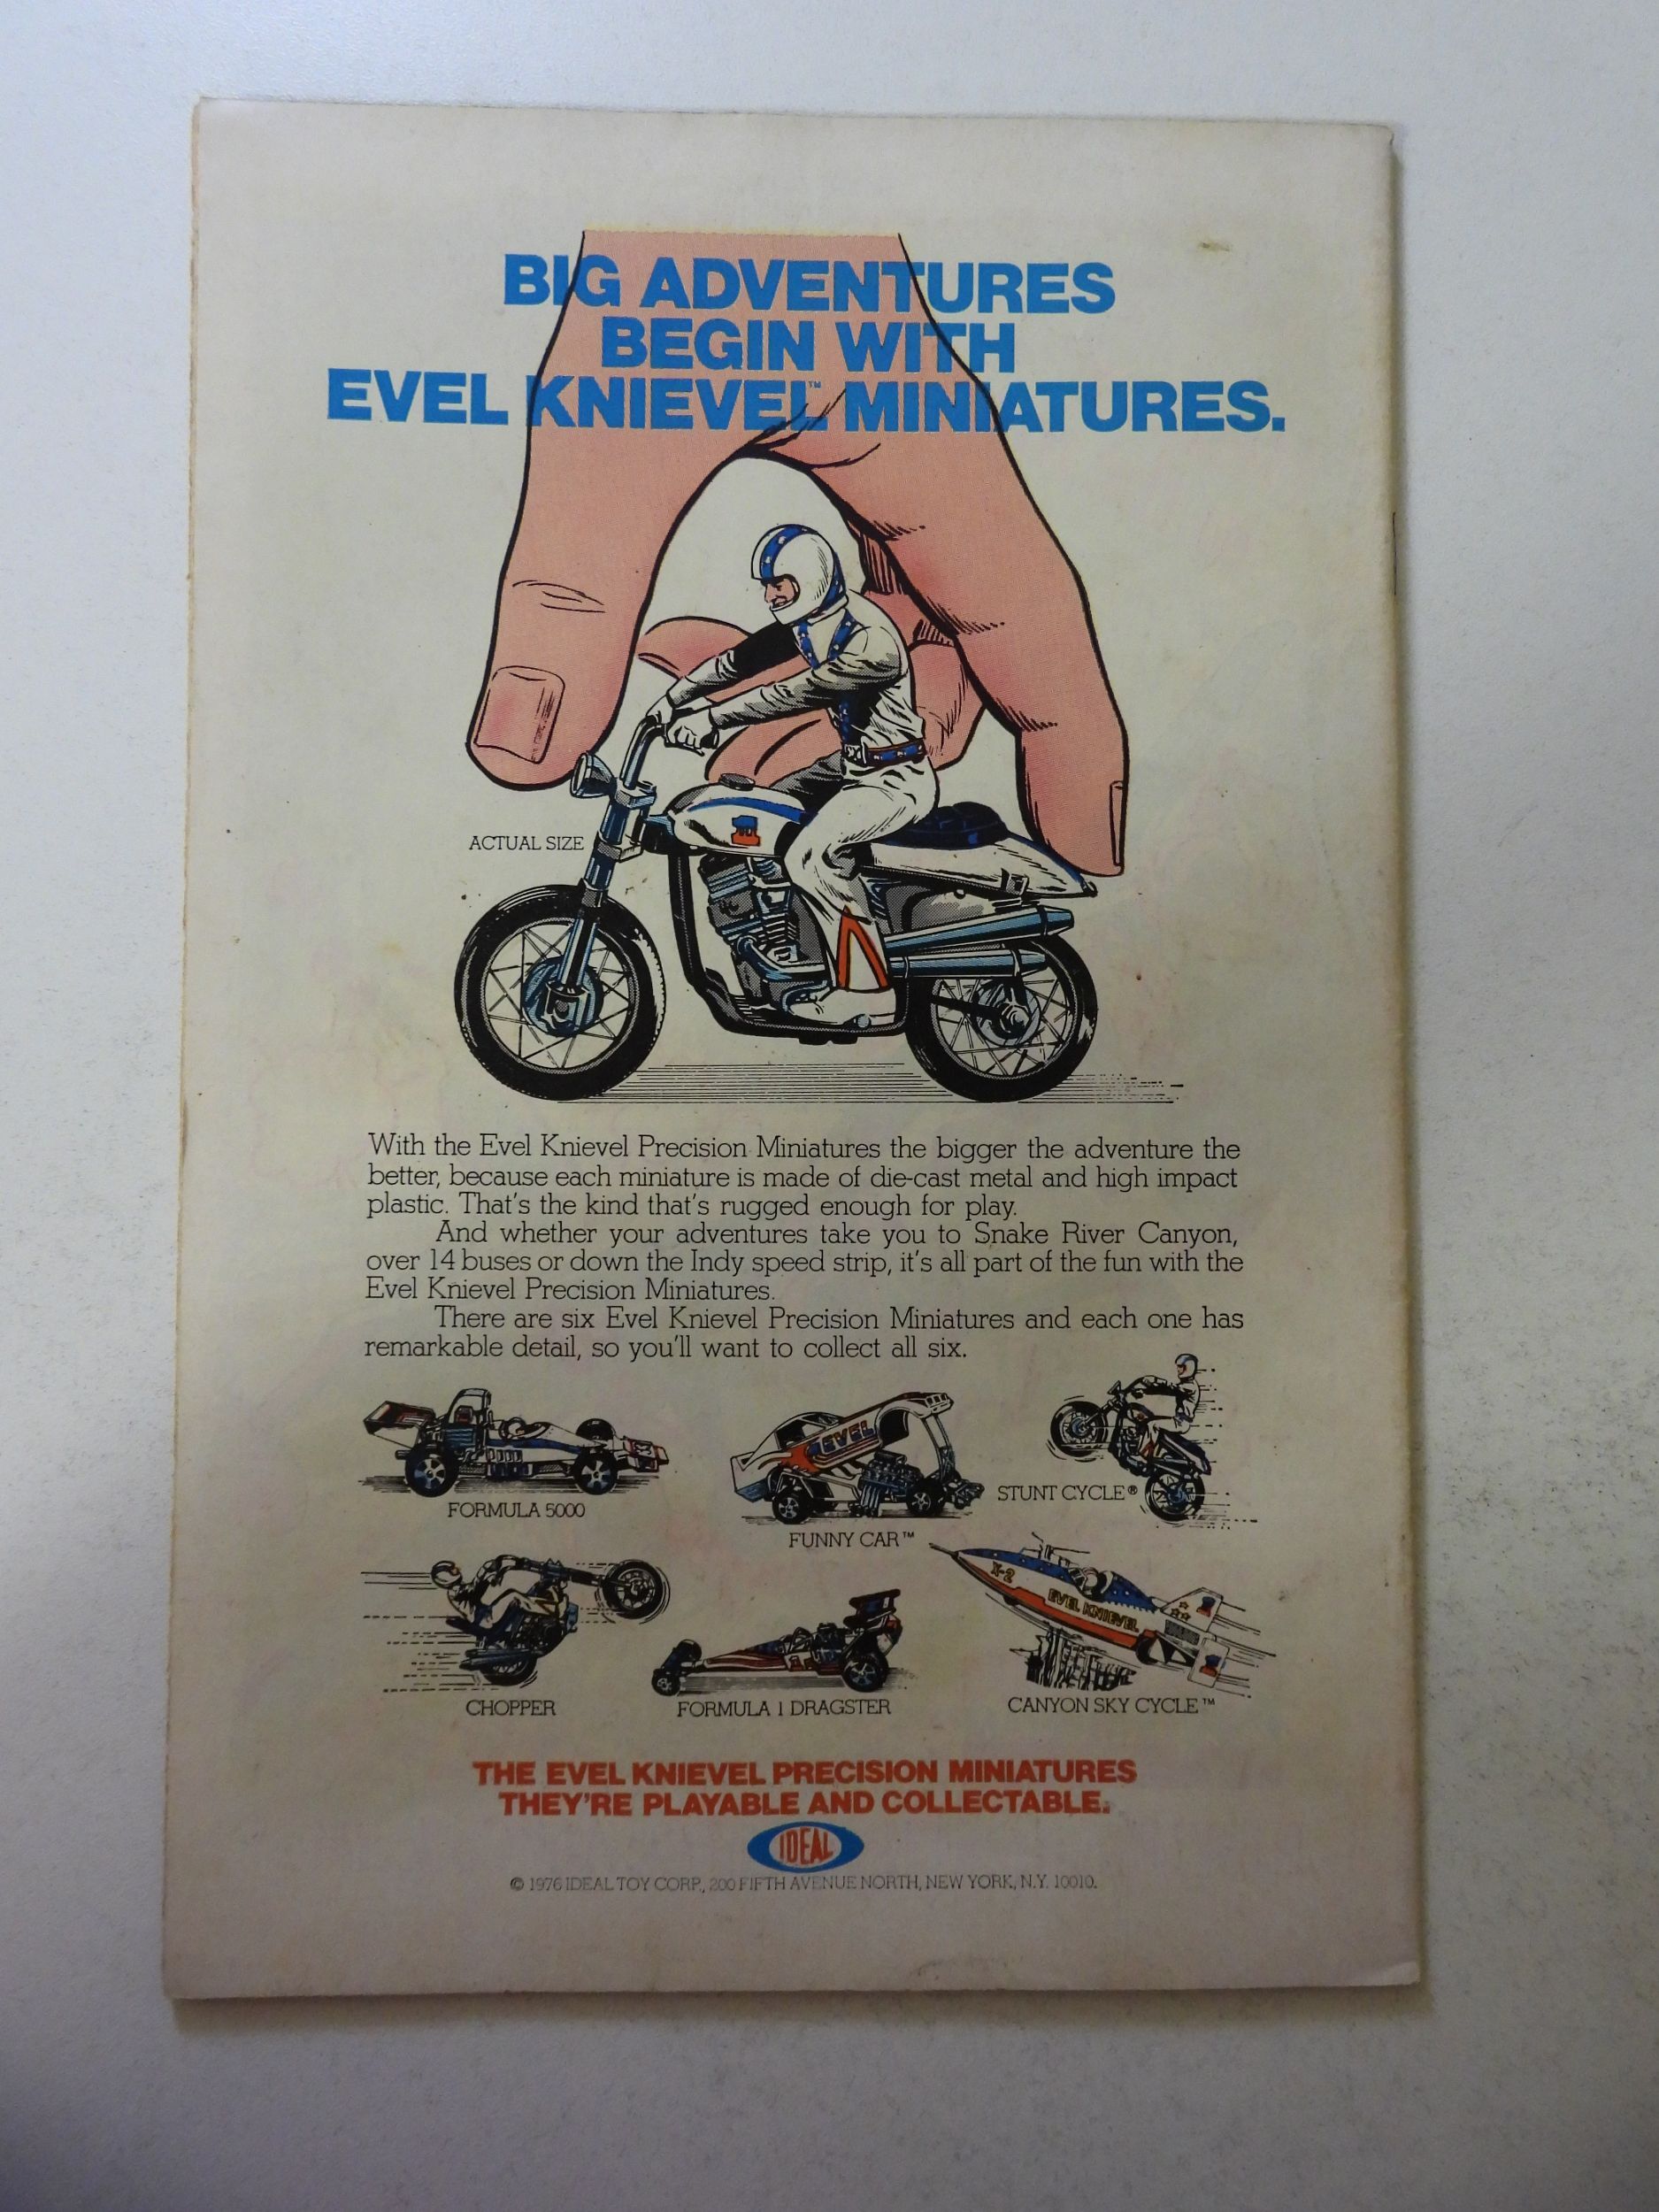 BIG ADVENTURES
BEGIN WITH
EVEL KNIEVEL™ MINIATURES.
ACTUAL SIZE
1
With the Evel Knievel Precision Miniatures the bigger the adventure the
better, because each miniature is made of die-cast metal and high impact
plastic. That's the kind that's rugged enough for play.
And whether your adventures take you to Snake River Canyon,
over 14 buses or down the Indy speed strip, it's all part of the fun with the
Evel Knievel Precision Miniatures.
There are six Evel Knievel Precision Miniatures and each one has
remarkable detail, so you'll want to collect all six.
EVEL
FORMULA 5000
FUNNY CAR™
STUNT CYCLE®
X-2
EVEL KNIEVEL
CHOPPER
FORMULA 1 DRAGSTER
CANYON SKY CYCLE™
THE EVEL KNIEVEL PRECISION MINIATURES
THEY'RE PLAYABLE AND COLLECTABLE.
IDEAL
© 1976 IDEAL TOY CORP., 200 FIFTH AVENUE NORTH, NEW YORK, N.Y. 10010.